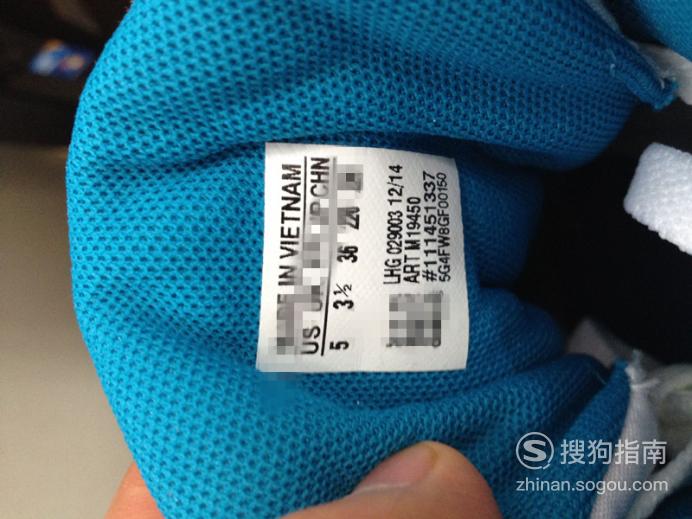 IN VIETNAM
US CHN
5 3½ 36 220
LHG 029003 12/14
ART M19450
#111451337
5G4FW8GF00150
S 搜狗指南
zhinan.sogou.com